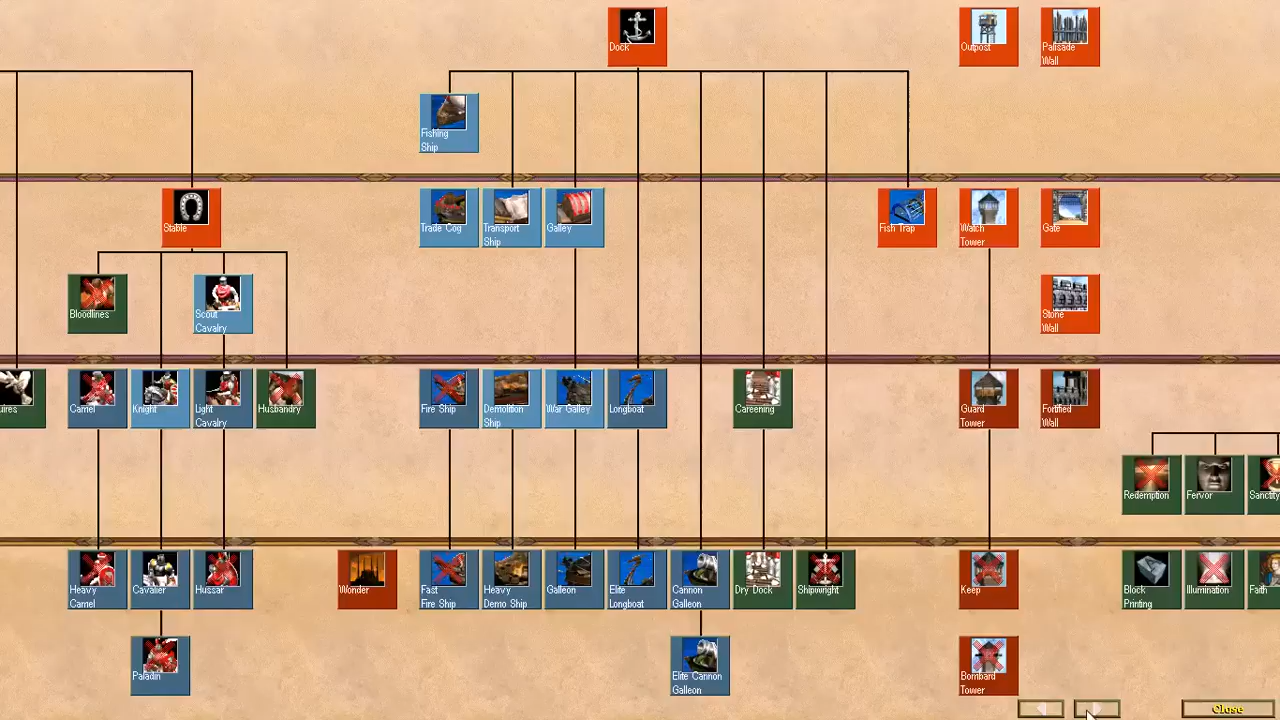 Dock
Outpost
Palisade
Wall
Fishing
Ship
Stable
Trade Cog
Transport
Ship
Galley
Fish Trap
Watch
Tower
Gate
Bloodlines
Scout
Cavalry
Stone
Wall
uires
Camel
Knight
Light
Cavalry
Husbandry
Fire Ship
Demolition
Ship
War Galley
Longboat
Careening
Guard
Tower
Fortified
Wall
Redemption
Fervor
Sanctity
Heavy
Camel
Cavalier
Hussar
Wonder
Fast
Fire Ship
Heavy
Demo Ship
Galleon
Elite
Longboat
Cannon
Galleon
Dry Dock
Shipwright
Keep
Block
Printing
Illumination
Faith
Paladin
Elite Cannon
Galleon
Bombard
Tower
Close